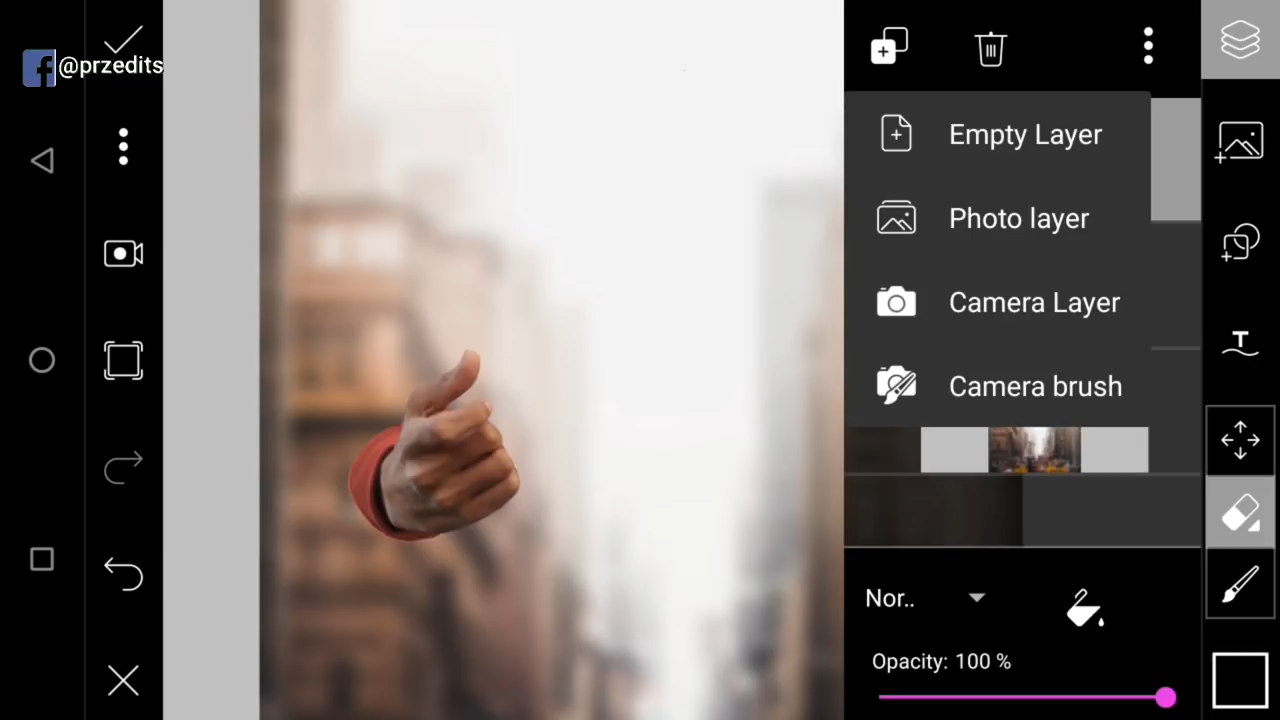 @przedits
Empty Layer
Photo layer
Camera Layer
Camera brush
Nor..
Opacity: 100 %